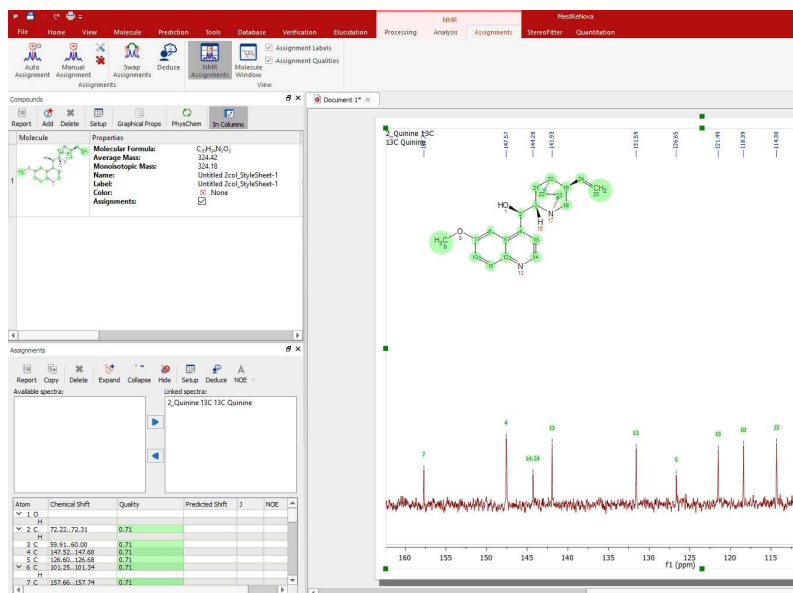 NMR
MestReNova
File Home View Molecule Prediction Tools Database Verification Elucidation Processing Analysis Assignments StereoFitter Quantitation
Auto Assignment
Manual Assignment
Swap Assignments
Deduce
NMR Assignments
Molecule Window
Assignment Labels
Assignment Qualities
Assignments
View
Compounds
Report Add Delete Setup Graphical Props PhysChem In Columns
Molecule Properties
1
Molecular Formula: C₂₀H₂₄N₂O₂
Average Mass: 324.42
Monoisotopic Mass: 324.18
Name: Untitled 2col_StyleSheet-1
Label: Untitled 2col_StyleSheet-1
Color: None
Assignments:
Assignments
Report Copy Delete Expand Collapse Hide Setup Deduce NOE
Available spectra: Linked spectra:
2_Quinine 13C 13C Quinine
Atom Chemical Shift Quality Predicted Shift J NOE
1 O
H
2 C 72.22..72.31 0.71
H
3 C 59.91..60.00 0.71
4 C 147.52..147.60 0.71
5 C 126.60..126.68 0.71
6 C 101.25..101.34 0.71
H
7 C 157.66..157.74 0.71
Document 1*
2_Quinine 13C
13C Quinine
147.57 144.28 141.93 131.59 126.65 121.49 118.39 114.30
HO
H
N
CH₂
O
H₃C
N
7 4 14,24 12 5 10 25
160 155 150 145 140 135 130 125 120 115
f1 (ppm)